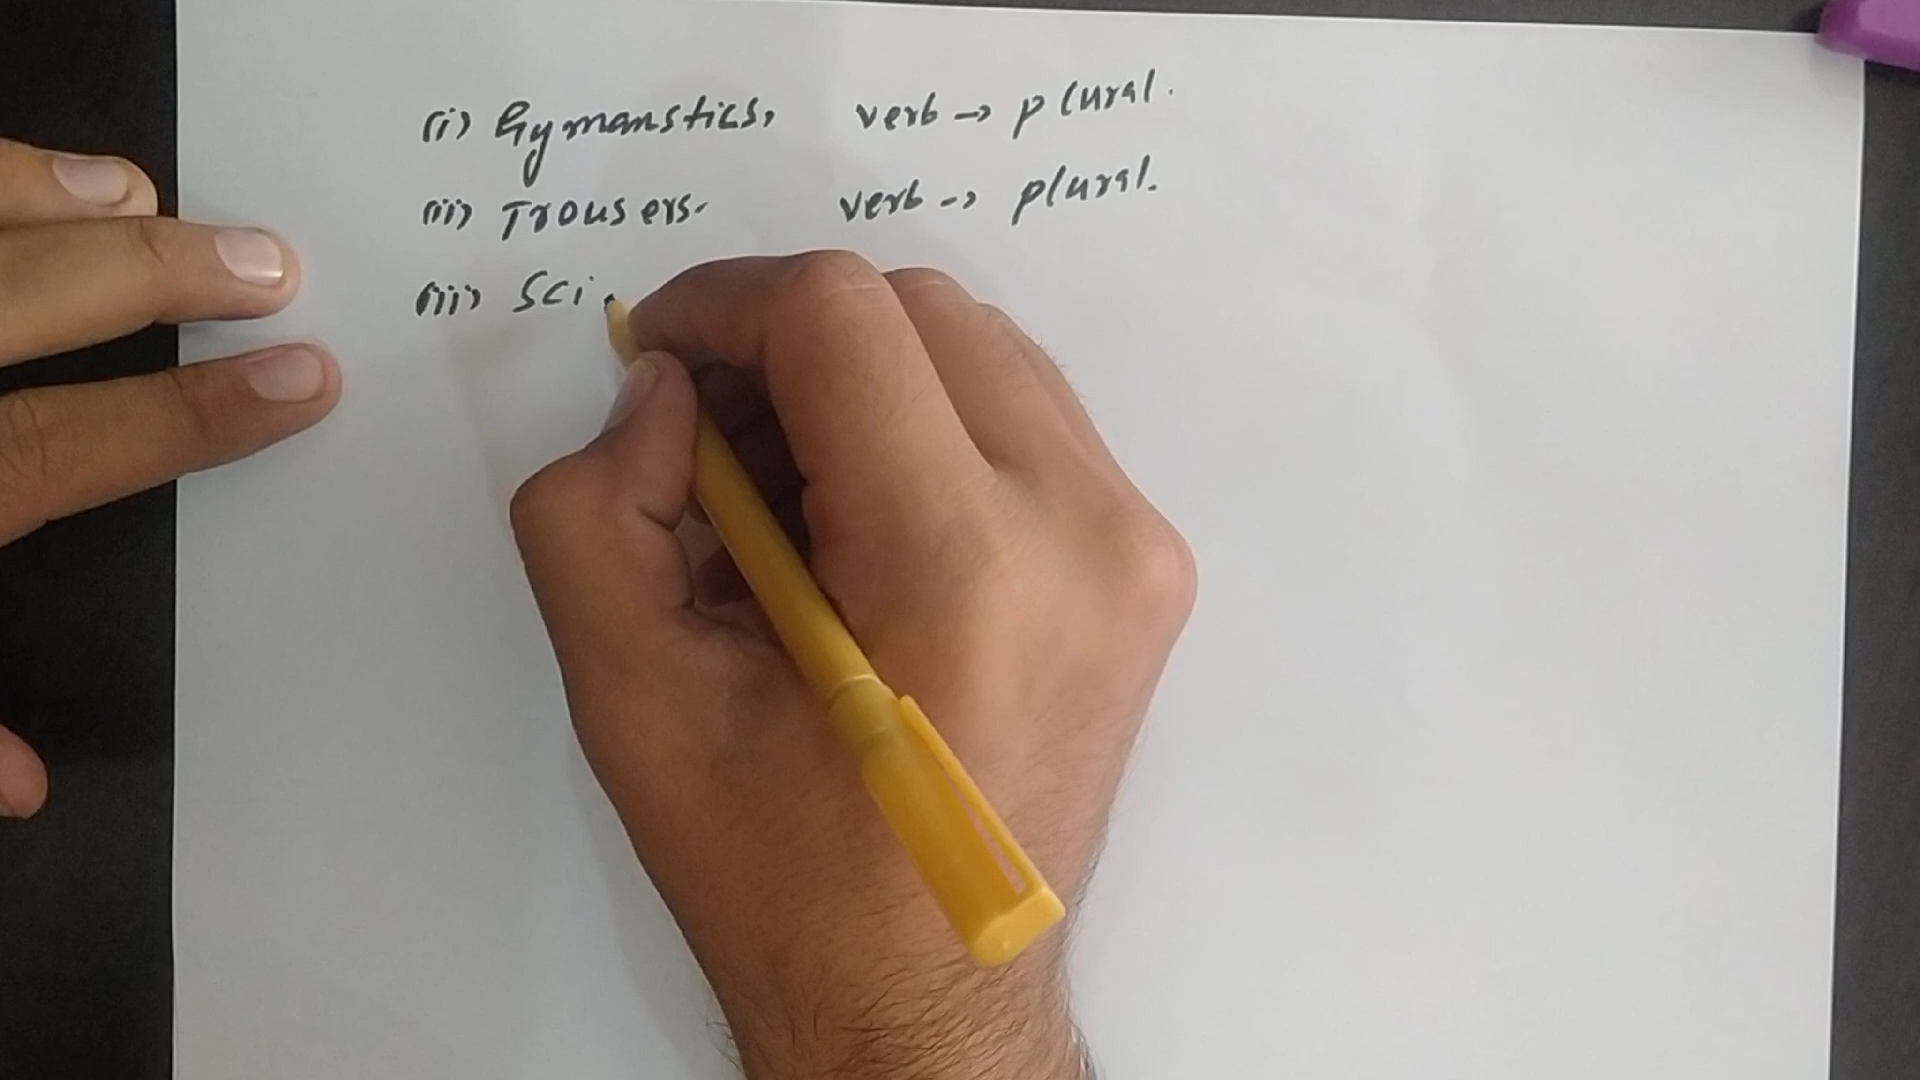 (i) Gymanstics, verb → plural.
(ii) Trousers. verb → plural.
(iii) Sci